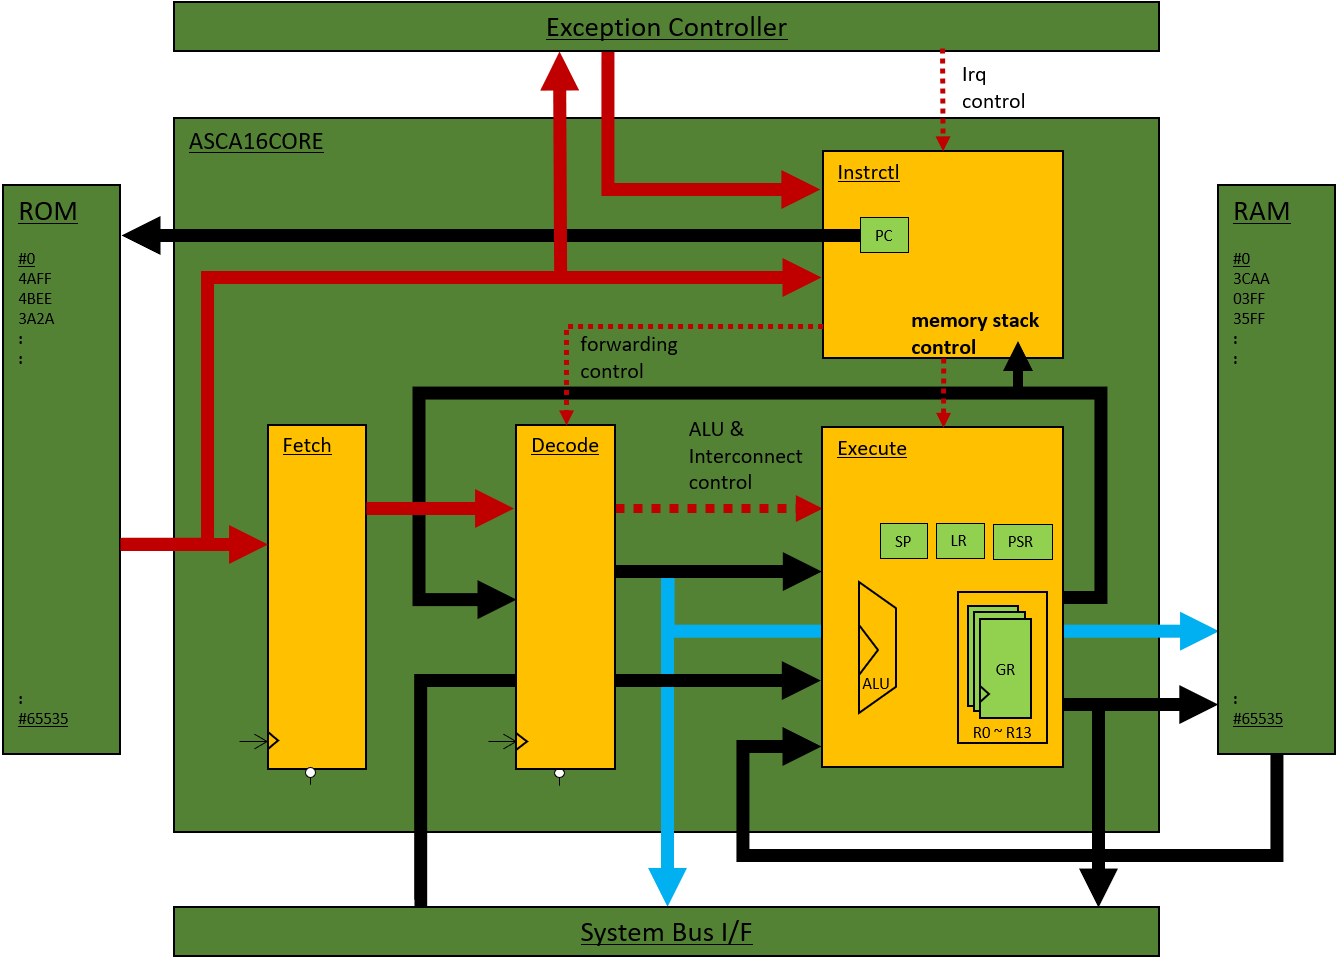 Exception Controller
Irq
control
ASCA16CORE
Instrctl
PC
ROM
#0
4AFF
4BEE
3A2A
:
:
:
#65535
RAM
#0
3CAA
03FF
35FF
:
:
:
#65535
memory stack
control
forwarding
control
Fetch
Decode
ALU &
Interconnect
control
Execute
SP
LR
PSR
ALU
GR
R0 ~ R13
System Bus I/F